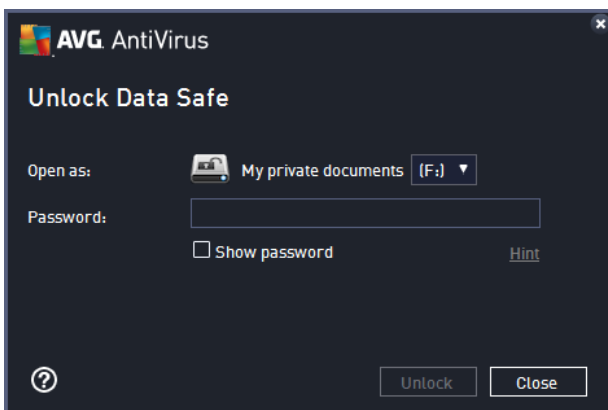 AVG. AntiVirus
Unlock Data Safe
Open as: My private documents (F:)
Password:
Show password Hint
Unlock Close